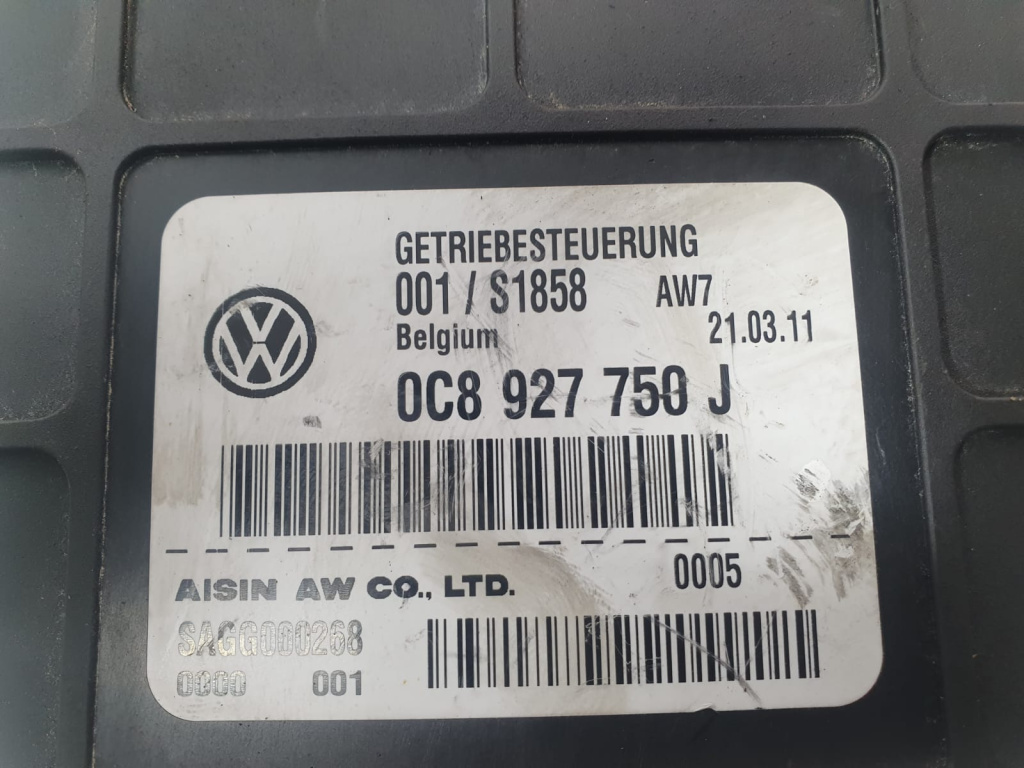 GETRIEBESTEUERUNG
001 / S1858 AW7
Belgium 21.03.11
0C8 927 750 J
0005
AISIN AW CO., LTD.
SAGG000268
0000 001